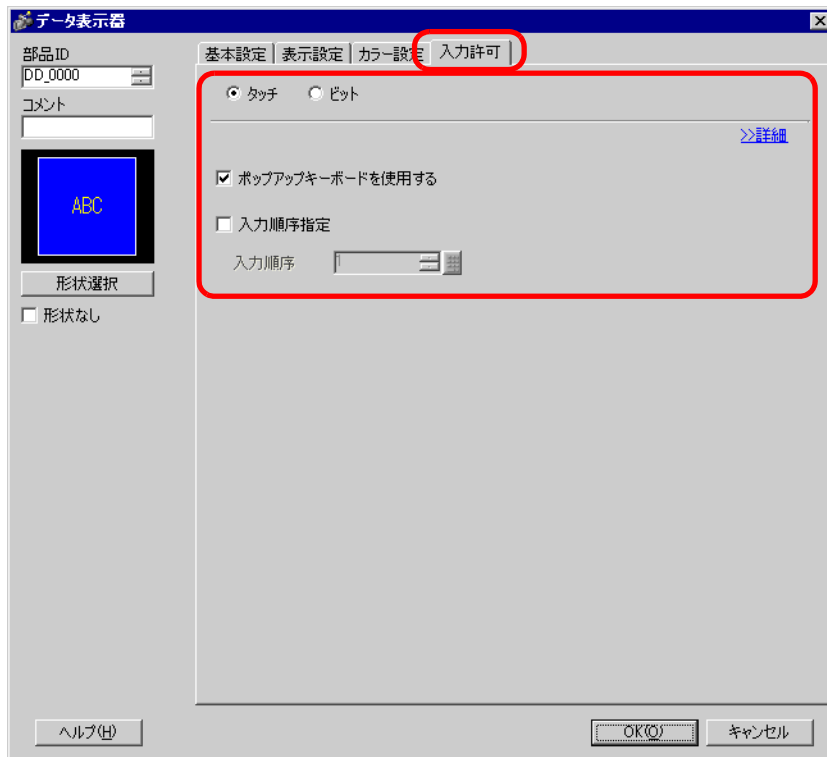 データ表示器
部品ID
DD_0000
コメント
ABC
形状選択
形状なし
基本設定 表示設定 カラー設定 入力許可
タッチ ビット
>>詳細
ポップアップキーボードを使用する
入力順序指定
入力順序 1
ヘルプ(H) OK(O) キャンセル